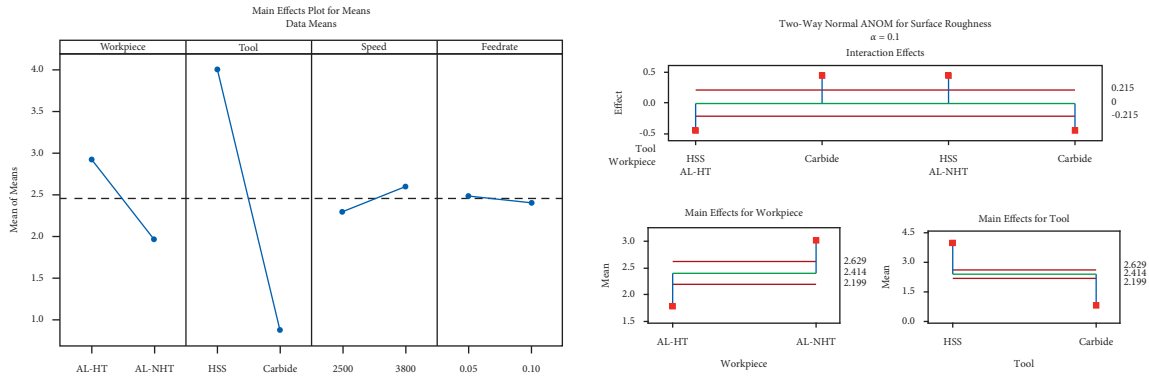 Main Effects Plot for Means
Data Means
Workpiece Tool Speed Feedrate
Mean of Means
4.0
3.5
3.0
2.5
2.0
1.5
1.0
AL-HT AL-NHT HSS Carbide 2500 3800 0.05 0.10
Two-Way Normal ANOM for Surface Roughness
α = 0.1
Interaction Effects
Effect
0.5
0.0
-0.5
0.215
0
-0.215
Tool HSS Carbide HSS Carbide
Workpiece AL-HT AL-NHT
Main Effects for Workpiece
Mean
3.0
2.5
2.0
1.5
2.629
2.414
2.199
AL-HT AL-NHT
Workpiece
Main Effects for Tool
Mean
4.5
3.0
1.5
0.0
2.629
2.414
2.199
HSS Carbide
Tool